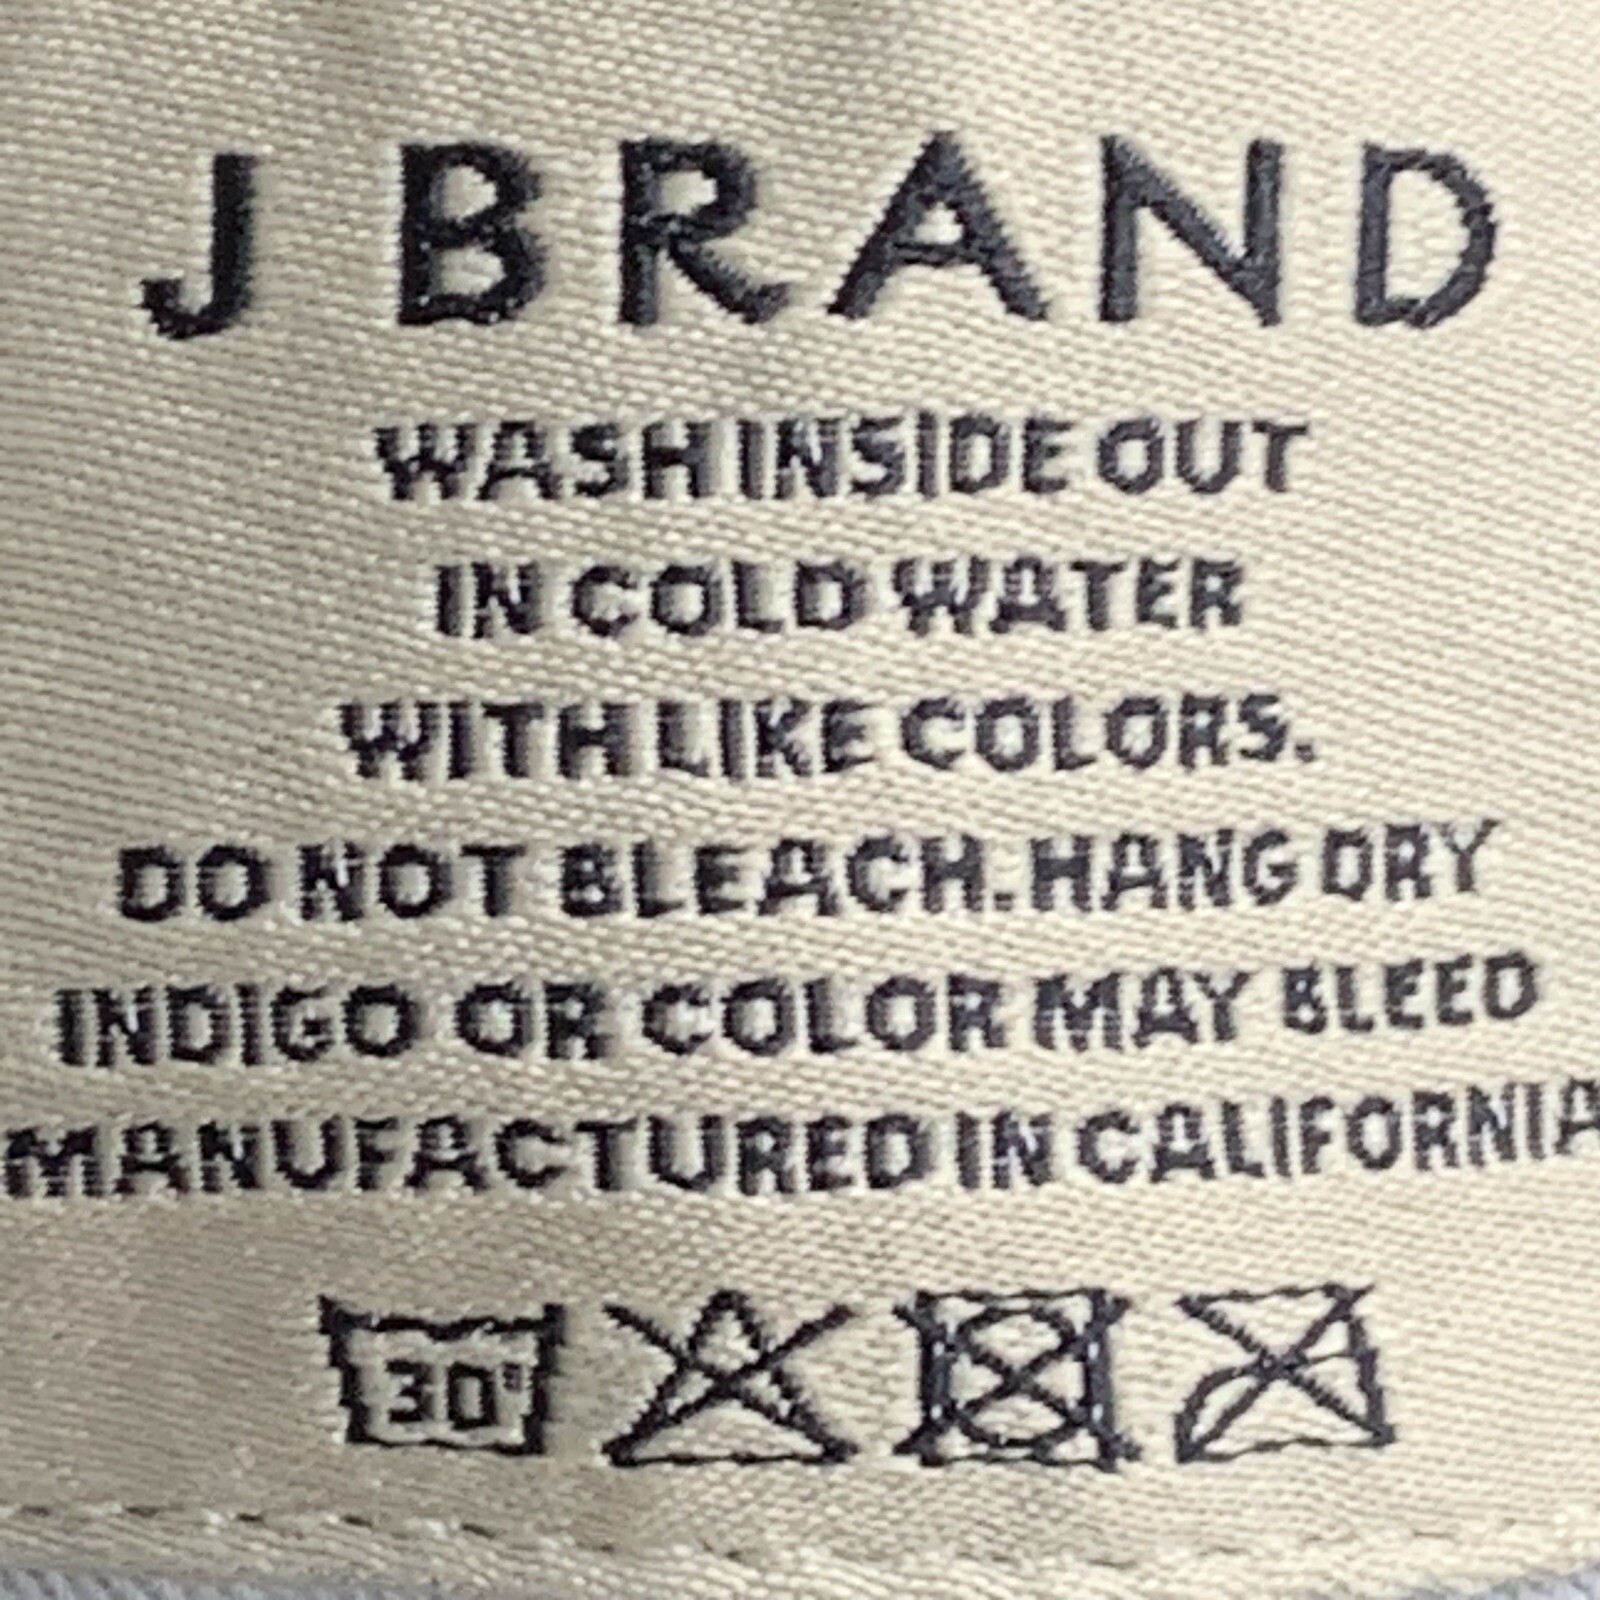 J BRAND
WASH INSIDE OUT
IN COLD WATER
WITH LIKE COLORS.
DO NOT BLEACH. HANG DRY
INDIGO OR COLOR MAY BLEED
MANUFACTURED IN CALIFORNIA
30°